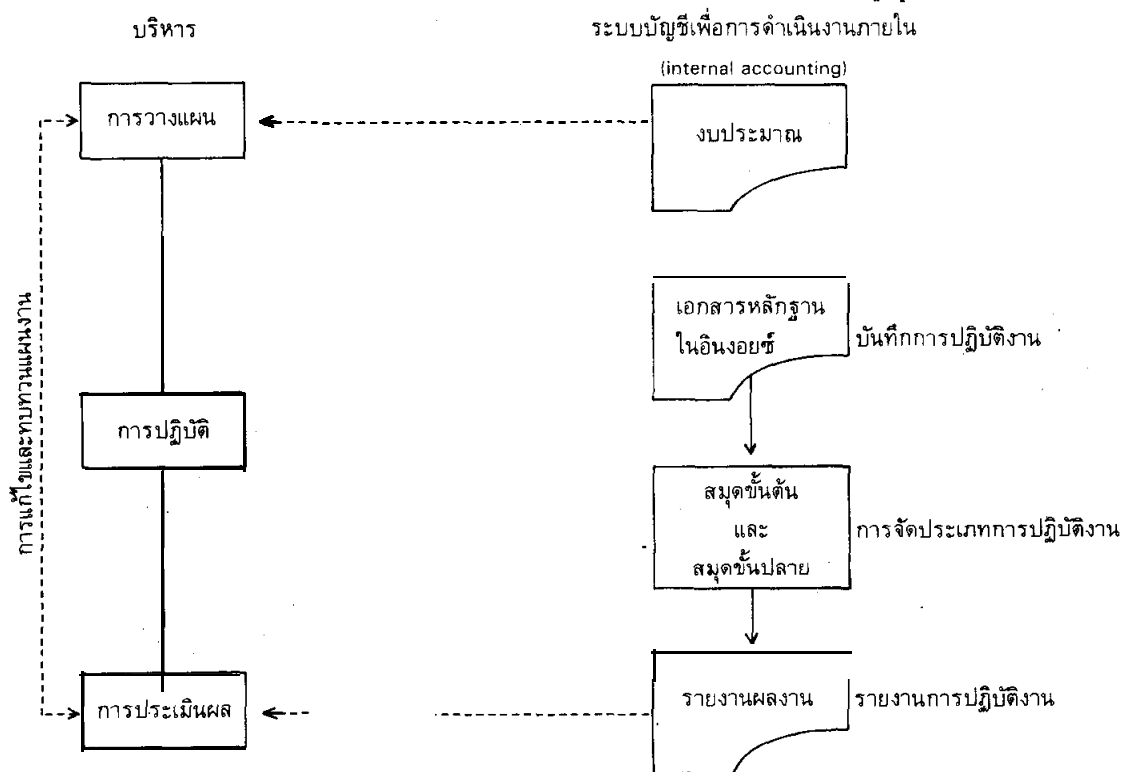 บริหาร
ระบบบัญชีเพื่อการดำเนินงานภายใน
(internal accounting)
การวางแผน
งบประมาณ
เอกสารหลักฐาน
ในอินงอยซ์
บันทึกการปฏิบัติงาน
การแก้ไขและทบทวนแผนงาน
การปฏิบัติ
สมุดขั้นต้น
และ
สมุดขั้นปลาย
การจัดประเภทการปฏิบัติงาน
การประเมินผล
รายงานผลงาน
รายงานการปฏิบัติงาน